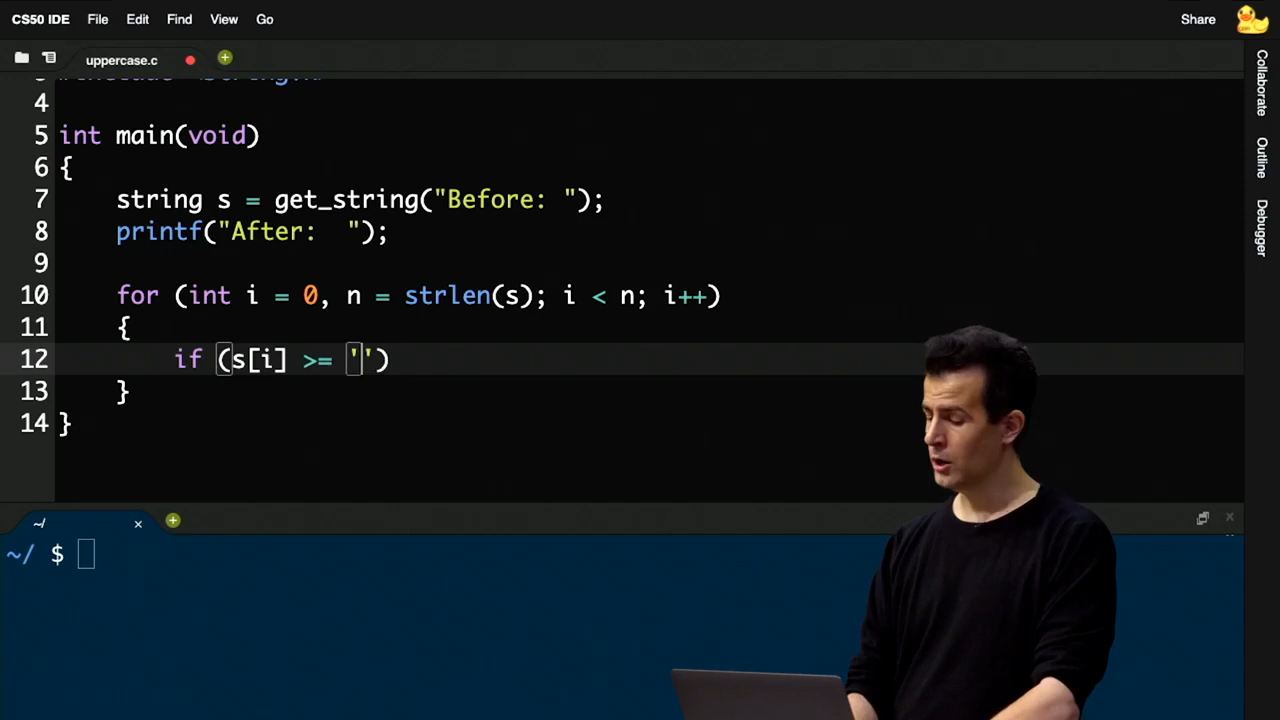 CS50 IDE File Edit Find View Go Share
uppercase.c
4
5 int main(void)
6 {
7 string s = get_string("Before: ");
8 printf("After:  ");
9
10 for (int i = 0, n = strlen(s); i < n; i++)
11 {
12 if (s[i] >= '')
13 }
14 }
Collaborate
Outline
Debugger
~/
~/ $